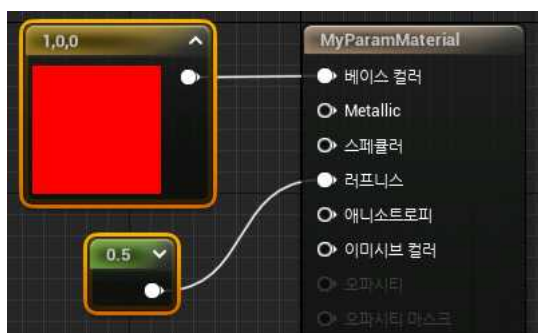 1,0,0
MyParamMaterial
베이스 컬러
Metallic
스페큘러
러프니스
애니소트로피
이미시브 컬러
0.5
오파시티
오파시티 마스크